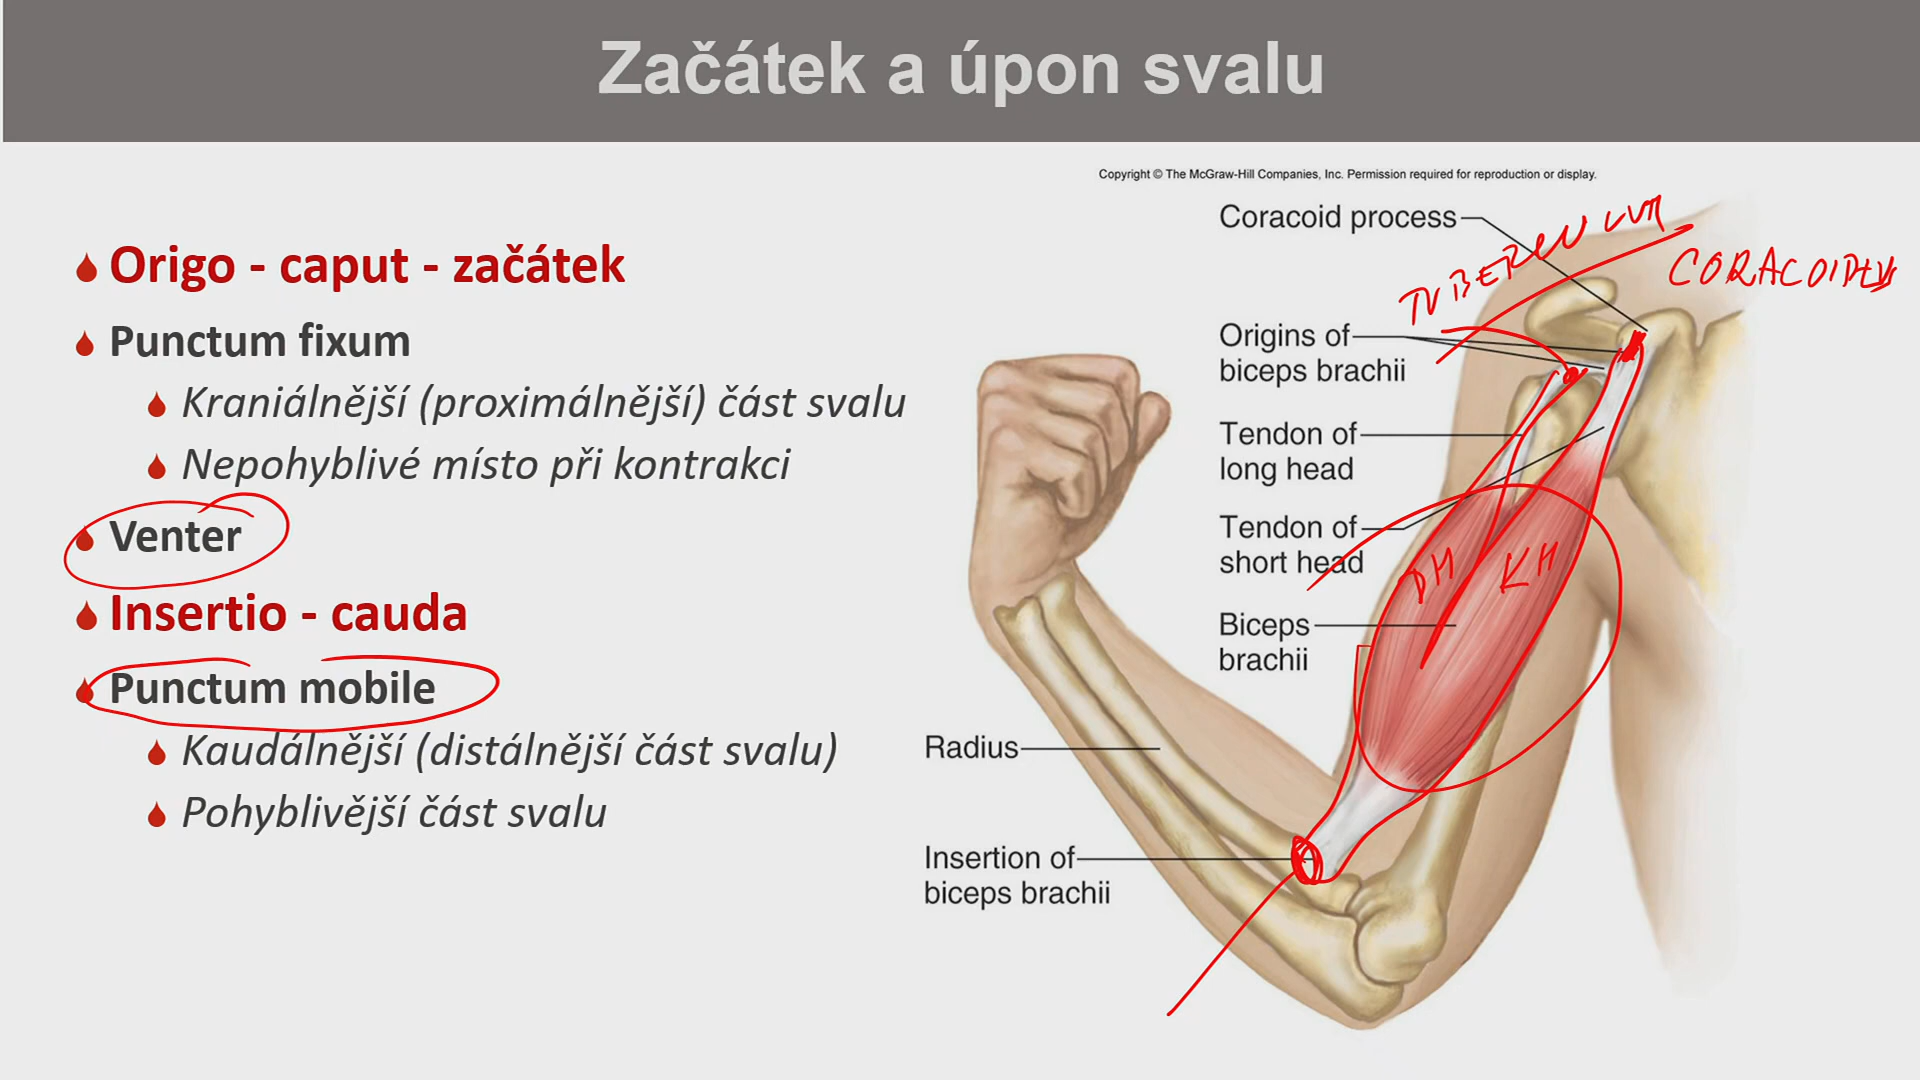 Začátek a úpon svalu
Origo - caput - začátek
Punctum fixum
Kraniálnější (proximálnější) část svalu
Nepohyblivé místo při kontrakci
Venter
Insertio - cauda
Punctum mobile
Kaudálnější (distálnější část svalu)
Pohyblivější část svalu
Copyright © The McGraw-Hill Companies, Inc. Permission required for reproduction or display.
Coracoid process
Origins of
biceps brachii
Tendon of
long head
Tendon of
short head
Biceps
brachii
Radius
Insertion of
biceps brachii
DH
KH